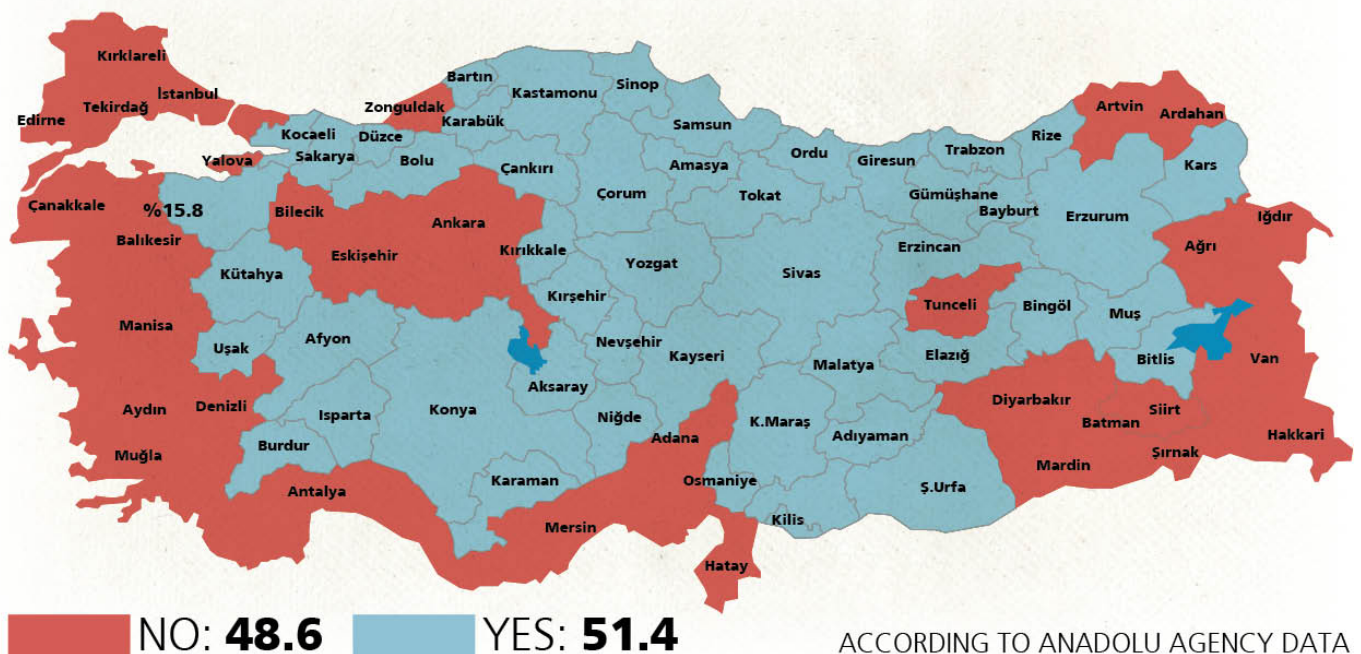 Kırklareli
İstanbul
Tekirdağ
Edirne
Bartın
Sinop
Kastamonu
Zonguldak
Karabük
Samsun
Artvin
Ardahan
Kocaeli
Düzce
Rize
Yalova
Sakarya
Bolu
Çankırı
Amasya
Ordu
Giresun
Trabzon
Kars
Çorum
Tokat
Gümüşhane
Bayburt
Çanakkale
%15.8
Bilecik
Ankara
Erzurum
Iğdır
Balıkesir
Eskişehir
Kırıkkale
Erzincan
Ağrı
Kütahya
Yozgat
Sivas
Kırşehir
Tunceli
Bingöl
Muş
Manisa
Afyon
Uşak
Nevşehir
Kayseri
Malatya
Elazığ
Bitlis
Van
Aksaray
Aydın
Denizli
Isparta
Konya
Niğde
Diyarbakır
Siirt
K.Maraş
Batman
Adana
Adıyaman
Hakkari
Burdur
Muğla
Şırnak
Mardin
Karaman
Osmaniye
Ş.Urfa
Antalya
Mersin
Kilis
Hatay
NO: 48.6
YES: 51.4
ACCORDING TO ANADOLU AGENCY DATA